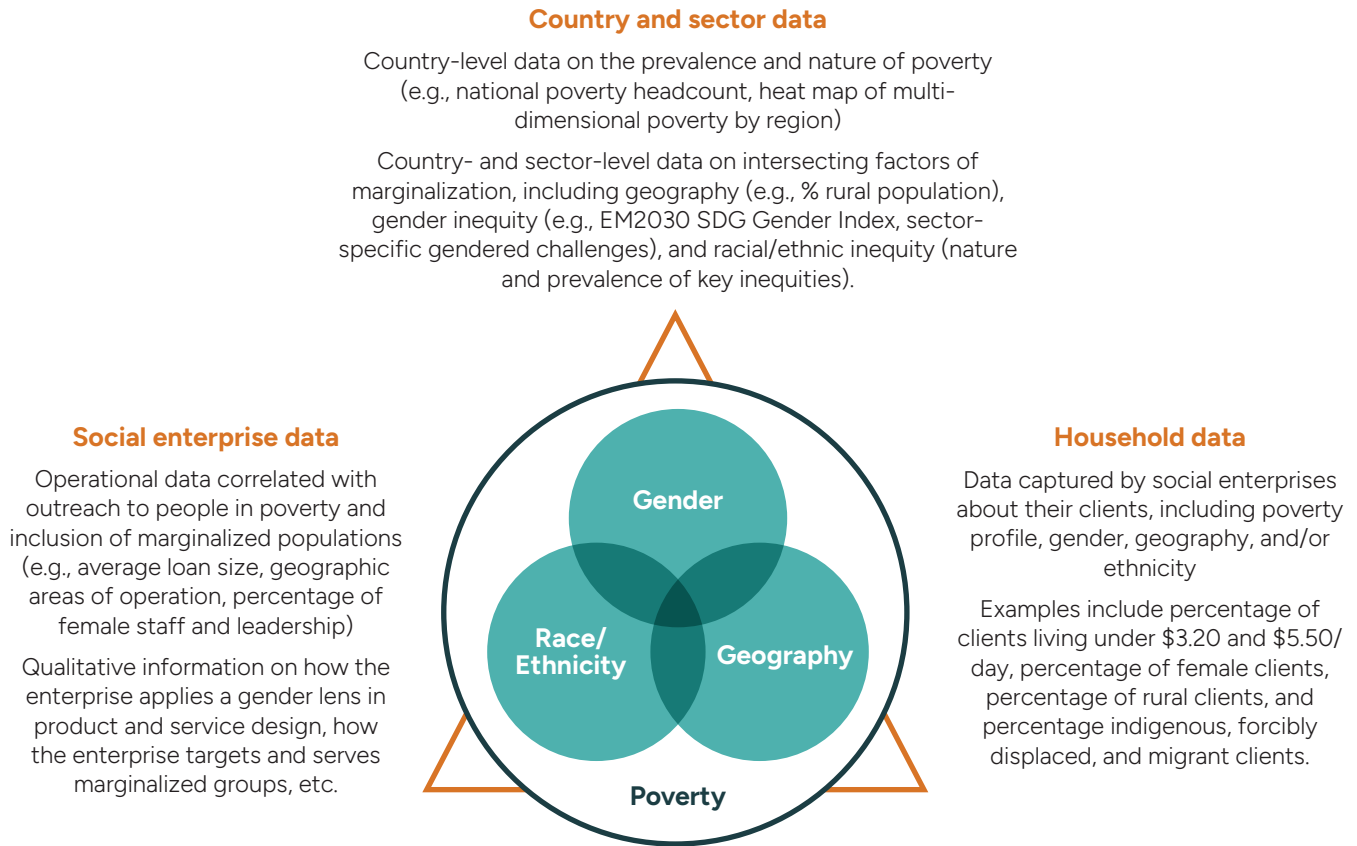 Country and sector data
Country-level data on the prevalence and nature of poverty
(e.g., national poverty headcount, heat map of multi-
dimensional poverty by region)
Country- and sector-level data on intersecting factors of
marginalization, including geography (e.g., % rural population),
gender inequity (e.g., EM2030 SDG Gender Index, sector-
specific gendered challenges), and racial/ethnic inequity (nature
and prevalence of key inequities).
Social enterprise data
Operational data correlated with
outreach to people in poverty and
inclusion of marginalized populations
(e.g., average loan size, geographic
areas of operation, percentage of
female staff and leadership)
Qualitative information on how the
enterprise applies a gender lens in
product and service design, how
the enterprise targets and serves
marginalized groups, etc.
Gender
Race/
Ethnicity
Geography
Poverty
Household data
Data captured by social enterprises
about their clients, including poverty
profile, gender, geography, and/or
ethnicity
Examples include percentage of
clients living under $3.20 and $5.50/
day, percentage of female clients,
percentage of rural clients, and
percentage indigenous, forcibly
displaced, and migrant clients.